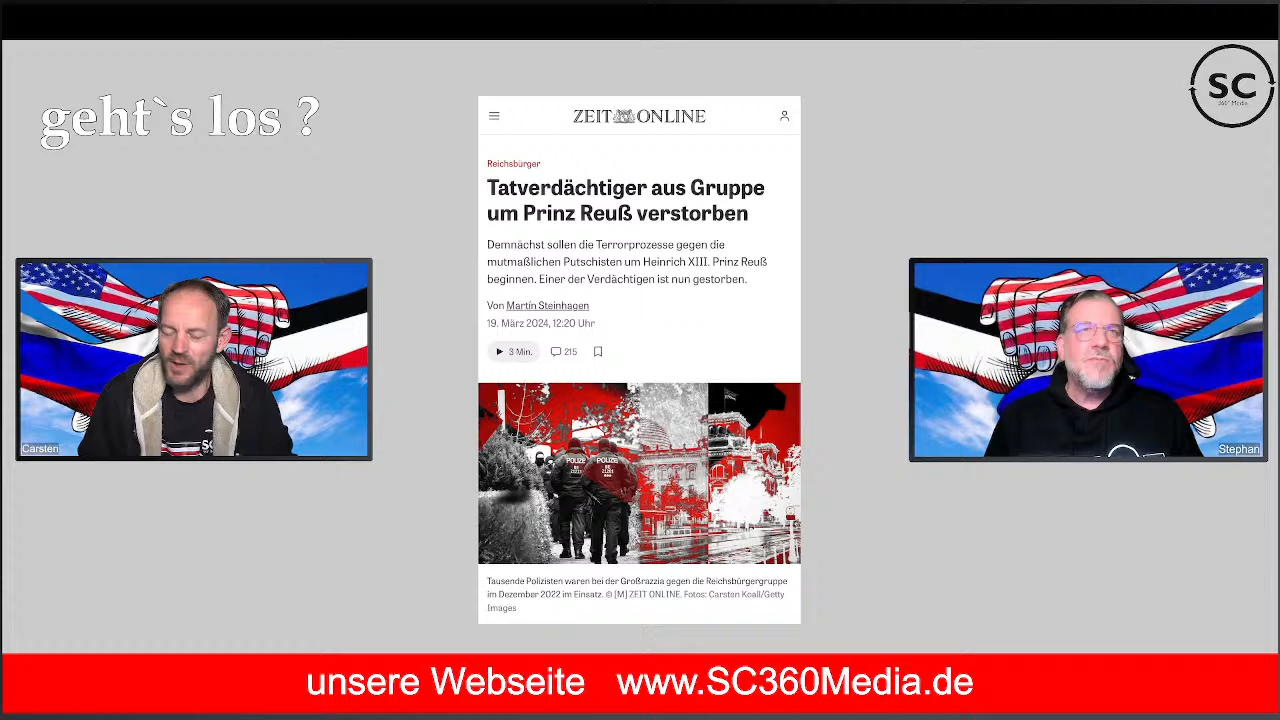 geht`s los ?
SC
360° Media
ZEIT ONLINE
Reichsbürger
Tatverdächtiger aus Gruppe
um Prinz Reuß verstorben
Demnächst sollen die Terrorprozesse gegen die
mutmaßlichen Putschisten um Heinrich XIII. Prinz Reuß
beginnen. Einer der Verdächtigen ist nun gestorben.
Von Martín Steinhagen
19. März 2024, 12:20 Uhr
3 Min.
215
Carsten
Stephan
POLIZEI
POLIZEI
Tausende Polizisten waren bei der Großrazzia gegen die Reichsbürgergruppe
im Dezember 2022 im Einsatz. © [M] ZEIT ONLINE. Fotos: Carsten Koall/Getty
Images
unsere Webseite www.SC360Media.de